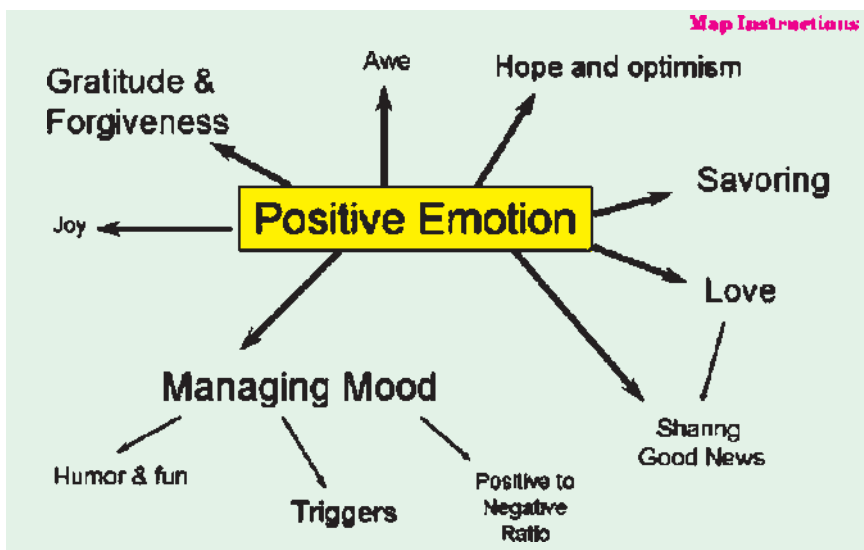 Map Instructions
Awe
Hope and optimism
Gratitude &
Forgiveness
Savoring
Positive Emotion
Joy
Love
Managing Mood
Sharing
Good News
Humor & fun
Triggers
Positive to
Negative
Ratio